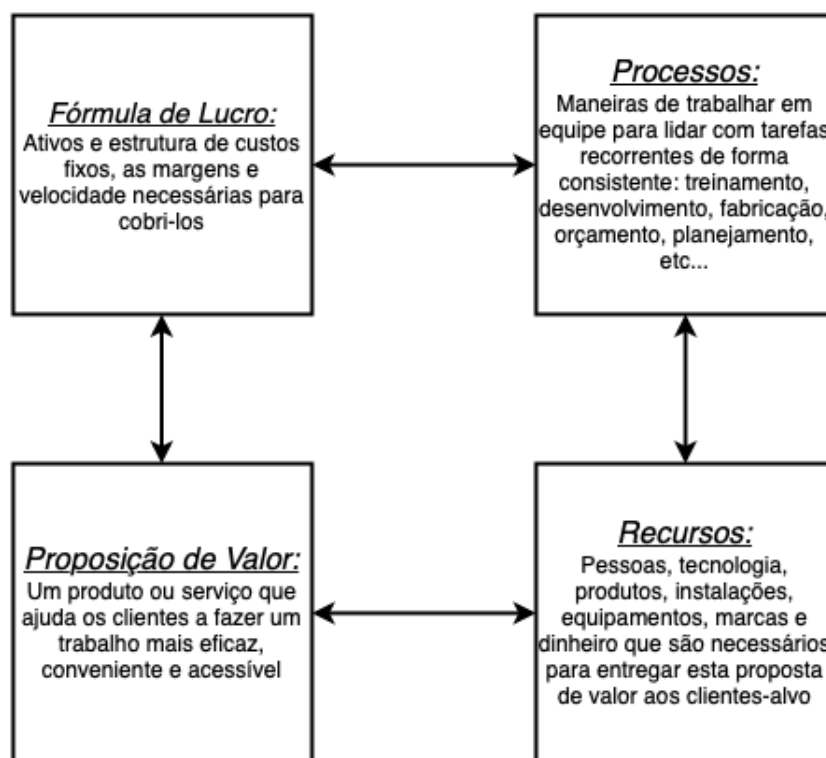 Fórmula de Lucro:
Ativos e estrutura de custos
fixos, as margens e
velocidade necessárias para
cobri-los
Processos:
Maneiras de trabalhar em
equipe para lidar com tarefas
recorrentes de forma
consistente: treinamento,
desenvolvimento, fabricação,
orçamento, planejamento,
etc...
Proposição de Valor:
Um produto ou serviço que
ajuda os clientes a fazer um
trabalho mais eficaz,
conveniente e acessível
Recursos:
Pessoas, tecnologia,
produtos, instalações,
equipamentos, marcas e
dinheiro que são necessários
para entregar esta proposta
de valor aos clientes-alvo